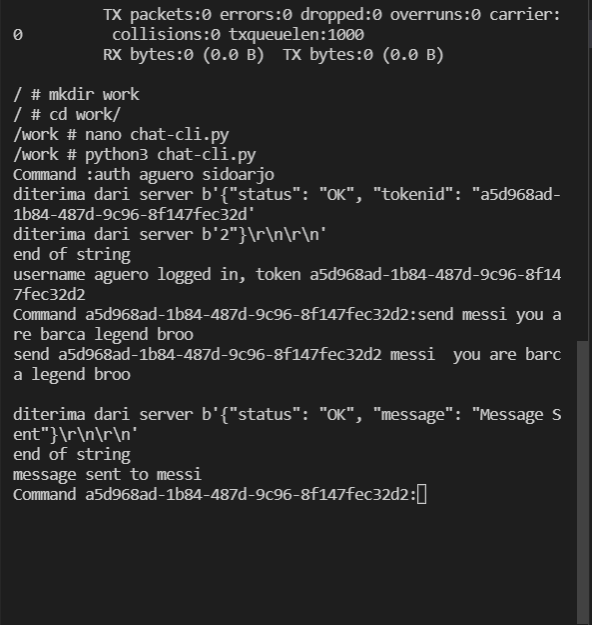 TX packets:0 errors:0 dropped:0 overruns:0 carrier:
0 collisions:0 txqueuelen:1000
RX bytes:0 (0.0 B) TX bytes:0 (0.0 B)
/ # mkdir work
/ # cd work/
/work # nano chat-cli.py
/work # python3 chat-cli.py
Command :auth aguero sidoarjo
diterima dari server b'{"status": "OK", "tokenid": "a5d968ad-
1b84-487d-9c96-8f147fec32d'
diterima dari server b'2"}\r\n\r\n'
end of string
username aguero logged in, token a5d968ad-1b84-487d-9c96-8f14
7fec32d2
Command a5d968ad-1b84-487d-9c96-8f147fec32d2:send messi you a
re barca legend broo
send a5d968ad-1b84-487d-9c96-8f147fec32d2 messi  you are barc
a legend broo
diterima dari server b'{"status": "OK", "message": "Message S
ent"}\r\n\r\n'
end of string
message sent to messi
Command a5d968ad-1b84-487d-9c96-8f147fec32d2: